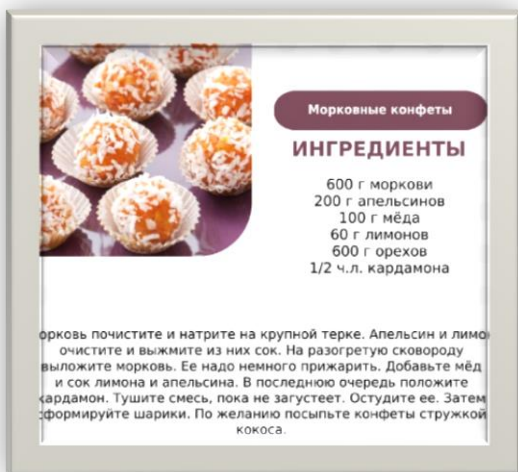 Морковные конфеты
ИНГРЕДИЕНТЫ
600 г моркови
200 г апельсинов
100 г мёда
60 г лимонов
600 г орехов
1/2 ч.л. кардамона
орковь почистите и натрите на крупной терке. Апельсин и лимо
очистите и выжмите из них сок. На разогретую сковороду
выложите морковь. Ее надо немного прижарить. Добавьте мёд
и сок лимона и апельсина. В последнюю очередь положите
кардамон. Тушите смесь, пока не загустеет. Остудите ее. Затем
сформируйте шарики. По желанию посыпьте конфеты стружкой
кокоса.